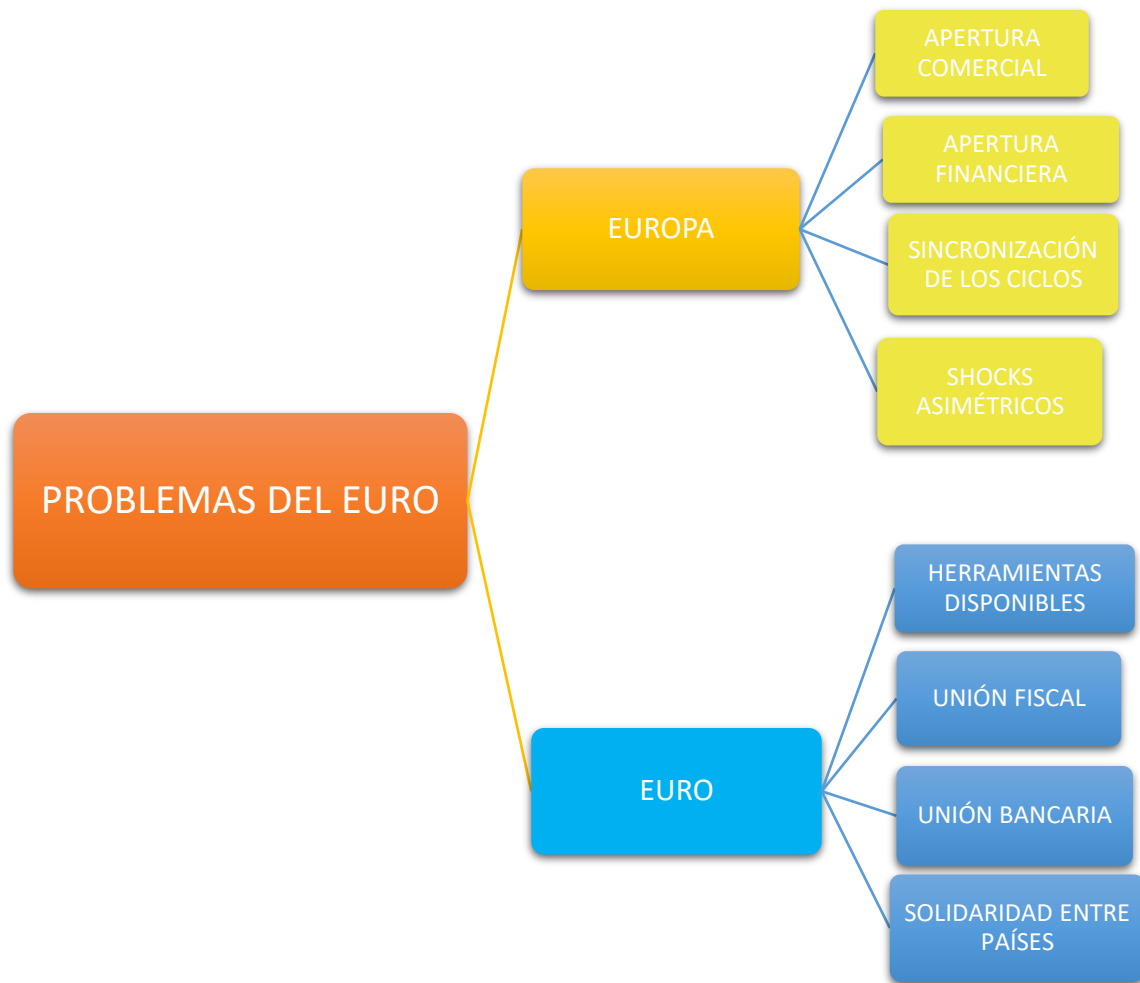 PROBLEMAS DEL EURO
EUROPA
APERTURA
COMERCIAL
APERTURA
FINANCIERA
SINCRONIZACIÓN
DE LOS CICLOS
SHOCKS
ASIMÉTRICOS
EURO
HERRAMIENTAS
DISPONIBLES
UNIÓN FISCAL
UNIÓN BANCARIA
SOLIDARIDAD ENTRE
PAÍSES